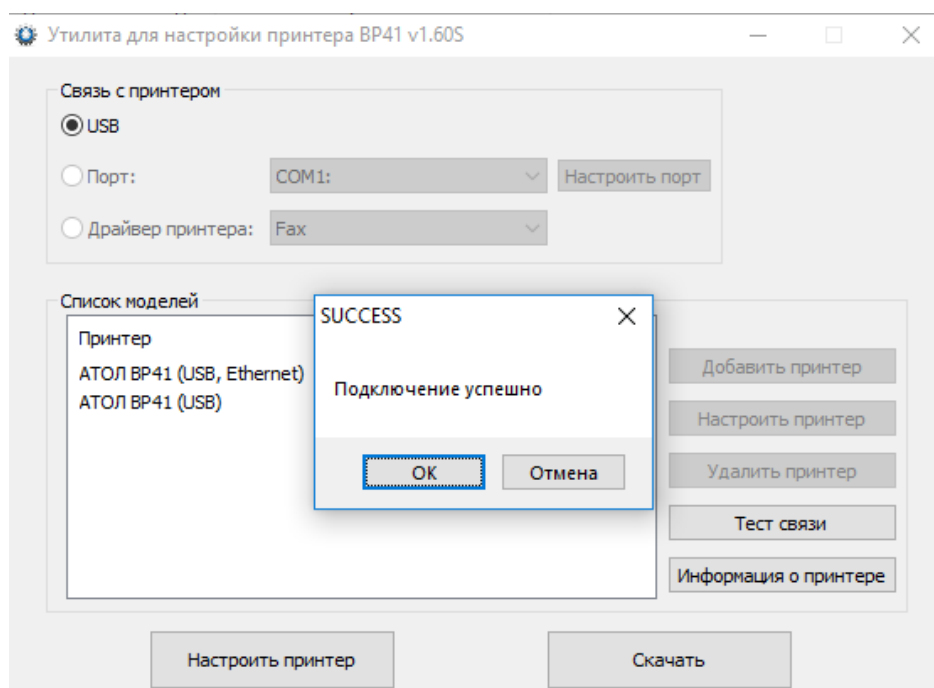 Утилита для настройки принтера BP41 v1.60S
Связь с принтером
USB
Порт:
COM1:
Настроить порт
Драйвер принтера:
Fax
Список моделей
Принтер
АТОЛ BP41 (USB, Ethernet)
АТОЛ BP41 (USB)
SUCCESS
Подключение успешно
ОК
Отмена
Добавить принтер
Настроить принтер
Удалить принтер
Тест связи
Информация о принтере
Настроить принтер
Скачать